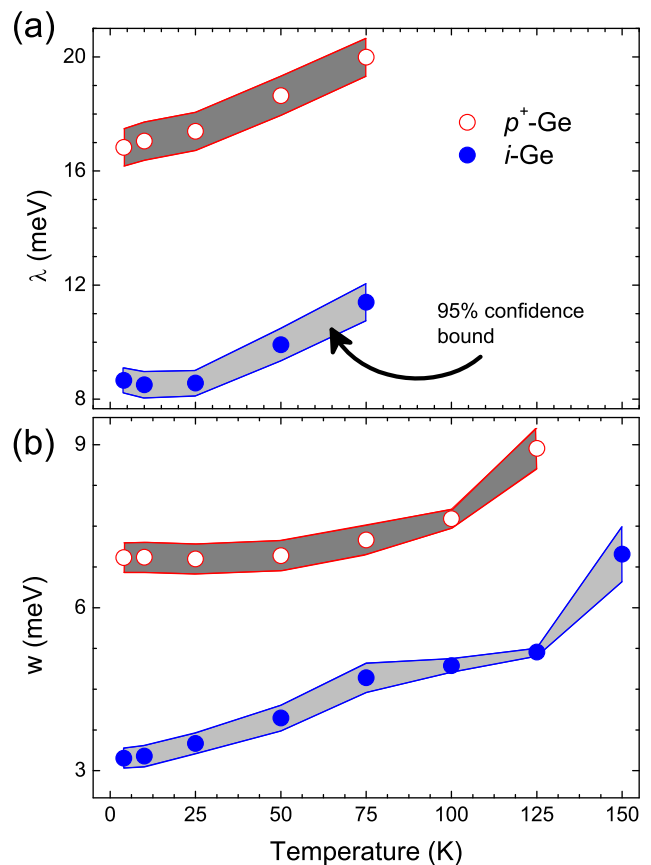 (a)
20
16
12
8
λ (meV)
p⁺-Ge
i-Ge
95% confidence
bound
(b)
9
6
3
w (meV)
0 25 50 75 100 125 150
Temperature (K)